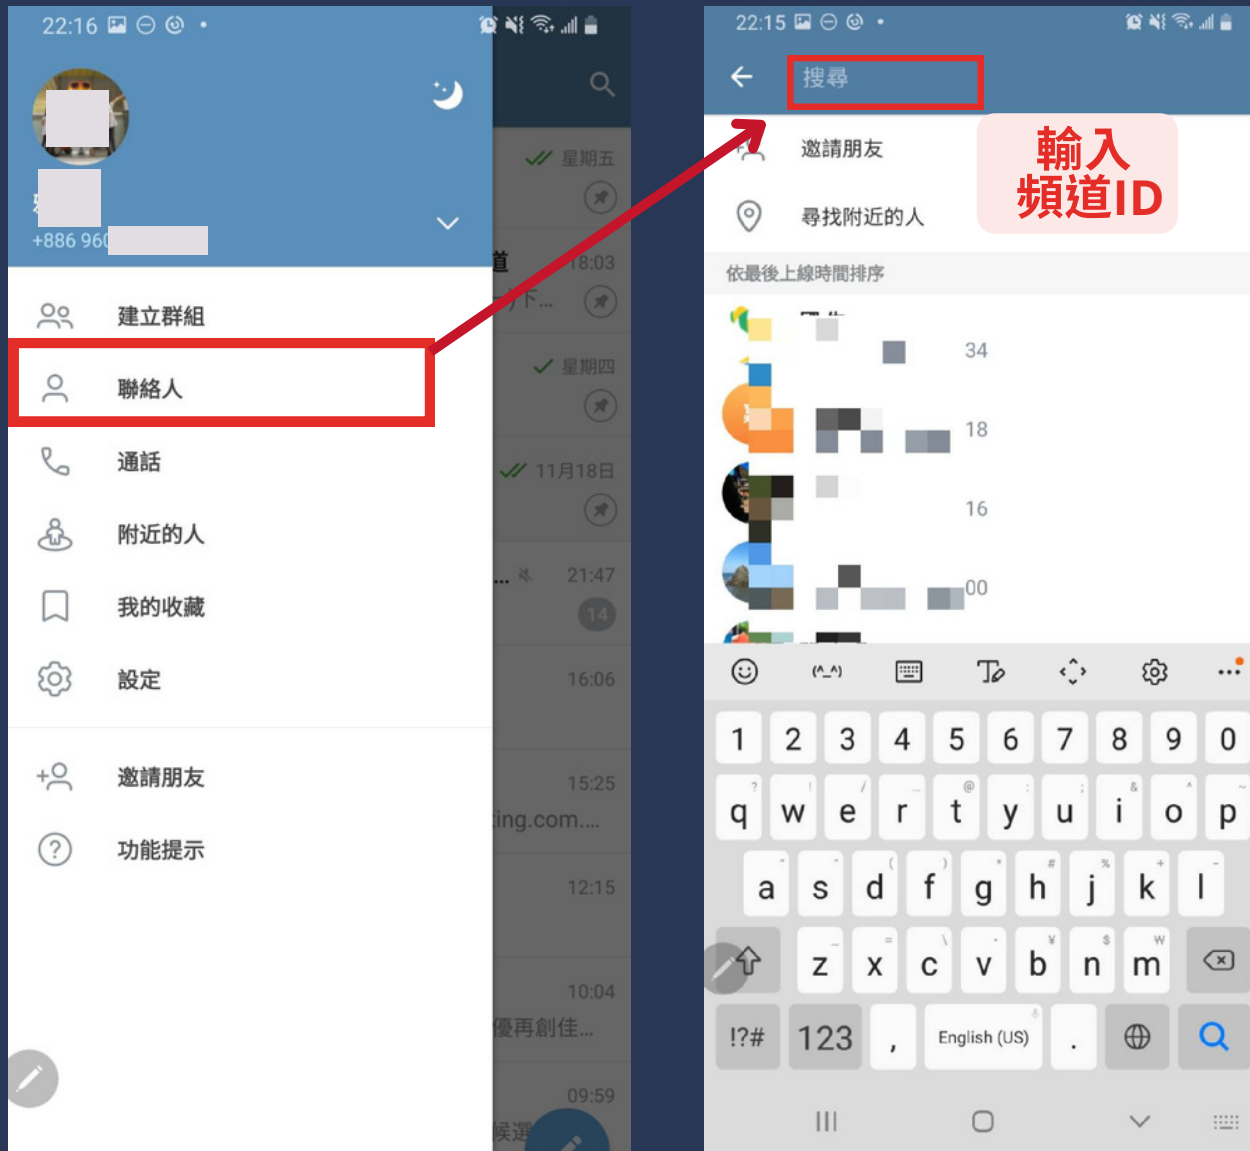 22:16
+886 960
建立群組
聯絡人
通話
附近的人
我的收藏
設定
邀請朋友
功能提示
星期五
道 18:03
)下...
星期四
11月18日
... 21:47
14
16:06
15:25
ing.com....
12:15
10:04
優再創佳...
09:59
候選
22:15
搜尋
輸入
頻道ID
邀請朋友
尋找附近的人
依最後上線時間排序
34
18
16
00
(^_^)
1 2 3 4 5 6 7 8 9 0
q w e r t y u i o p
a s d f g h j k l
z x c v b n m
!?# 123 , English (US) .